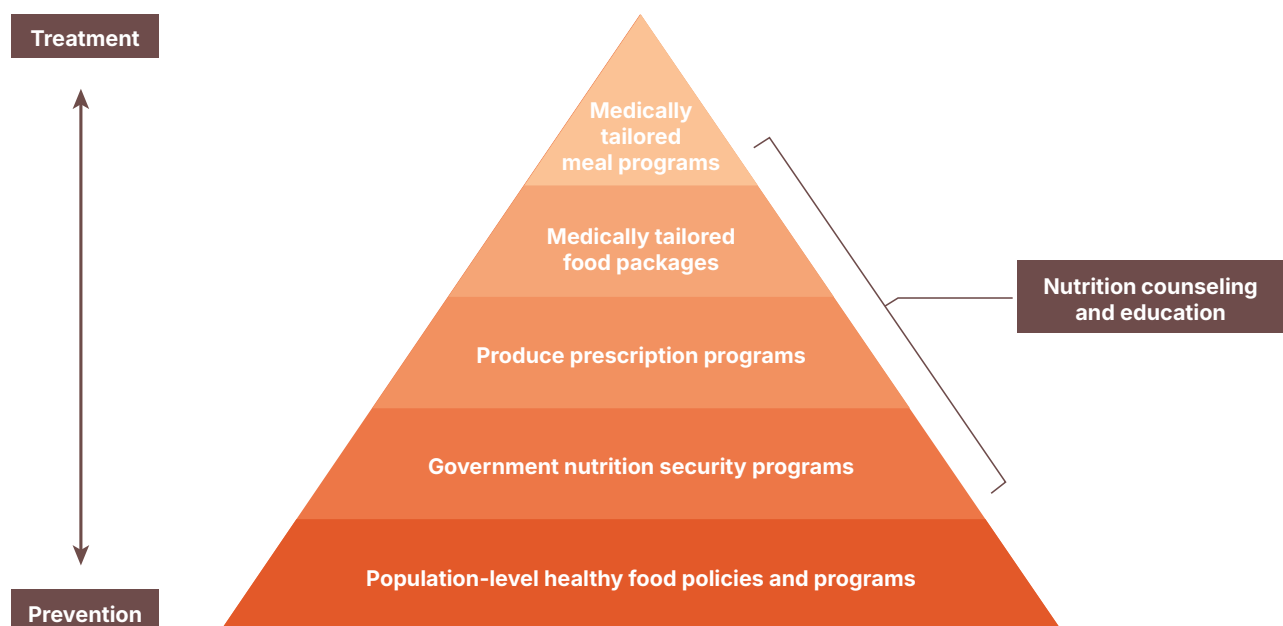 Treatment
Medically
tailored
meal programs
Medically tailored
food packages
Nutrition counseling
and education
Produce prescription programs
Government nutrition security programs
Population-level healthy food policies and programs
Prevention